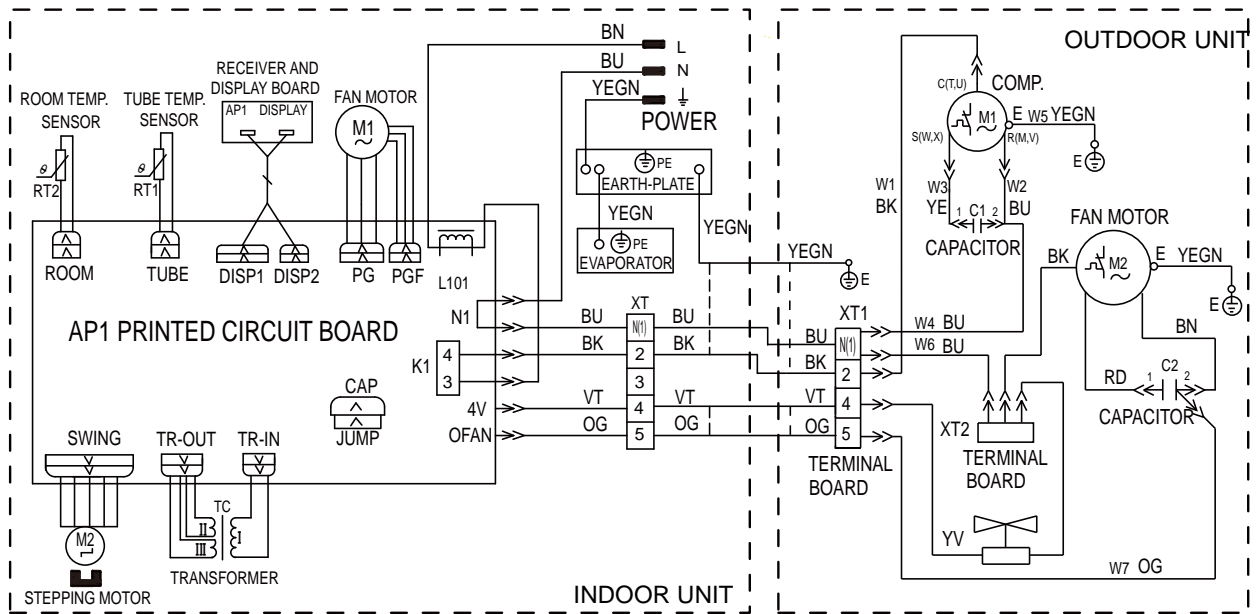 BN
L
BU
N
YEGN
POWER
OUTDOOR UNIT
ROOM TEMP.
SENSOR
TUBE TEMP.
SENSOR
RECEIVER AND
DISPLAY BOARD
AP1 DISPLAY
FAN MOTOR
M1
θ
RT2
θ
RT1
PE
EARTH-PLATE
YEGN
PE
EVAPORATOR
YEGN
YEGN
E
C(T,U)
COMP.
M1
E W5 YEGN
S(W,X)
R(M,V)
E
W1
BK
W3
YE
W2
BU
1 C1 2
CAPACITOR
FAN MOTOR
BK
M2
E YEGN
E
BN
ROOM
TUBE
DISP1
DISP2
PG
PGF
L101
AP1 PRINTED CIRCUIT BOARD
N1
K1
4
3
4V
OFAN
CAP
JUMP
BU
BK
VT
OG
XT
N(1)
2
3
4
5
BU
BK
VT
OG
BU
BK
VT
OG
XT1
N(1)
2
4
5
TERMINAL
BOARD
W4 BU
W6 BU
RD
1 C2 2
CAPACITOR
XT2
TERMINAL
BOARD
YV
W7 OG
SWING
TR-OUT
TR-IN
TC
II
III
I
M2
STEPPING MOTOR
TRANSFORMER
INDOOR UNIT